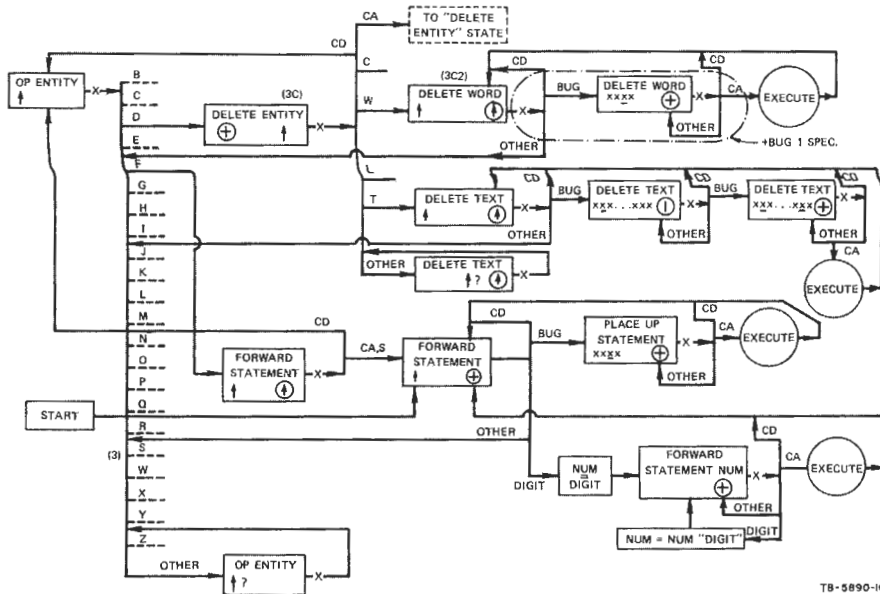 CA
TO "DELETE
ENTITY" STATE
CD
OP ENTITY
X
B
C
D
E
F
(3C)
DELETE ENTITY
X
C
W
(3C2)
DELETE WORD
X
CD
BUG
DELETE WORD
xxxx
X
CA
CD
EXECUTE
OTHER
OTHER
+BUG 1 SPEC.
G
H
I
J
K
L
M
N
O
P
Q
R
S
W
X
Y
Z
L
T
DELETE TEXT
X
CD
BUG
DELETE TEXT
xxx...xxx
X
CD
BUG
DELETE TEXT
xxx...xxx
X
CD
OTHER
OTHER
OTHER
CA
EXECUTE
OTHER
DELETE TEXT
?
X
CD
FORWARD
STATEMENT
X
CA,S
FORWARD
STATEMENT
CD
BUG
PLACE UP
STATEMENT
xxxx
X
CD
CA
EXECUTE
OTHER
START
(3)
OTHER
DIGIT
NUM
=
DIGIT
FORWARD
STATEMENT NUM
X
CD
CA
EXECUTE
OTHER
DIGIT
NUM = NUM "DIGIT"
OTHER
OP ENTITY
?
X